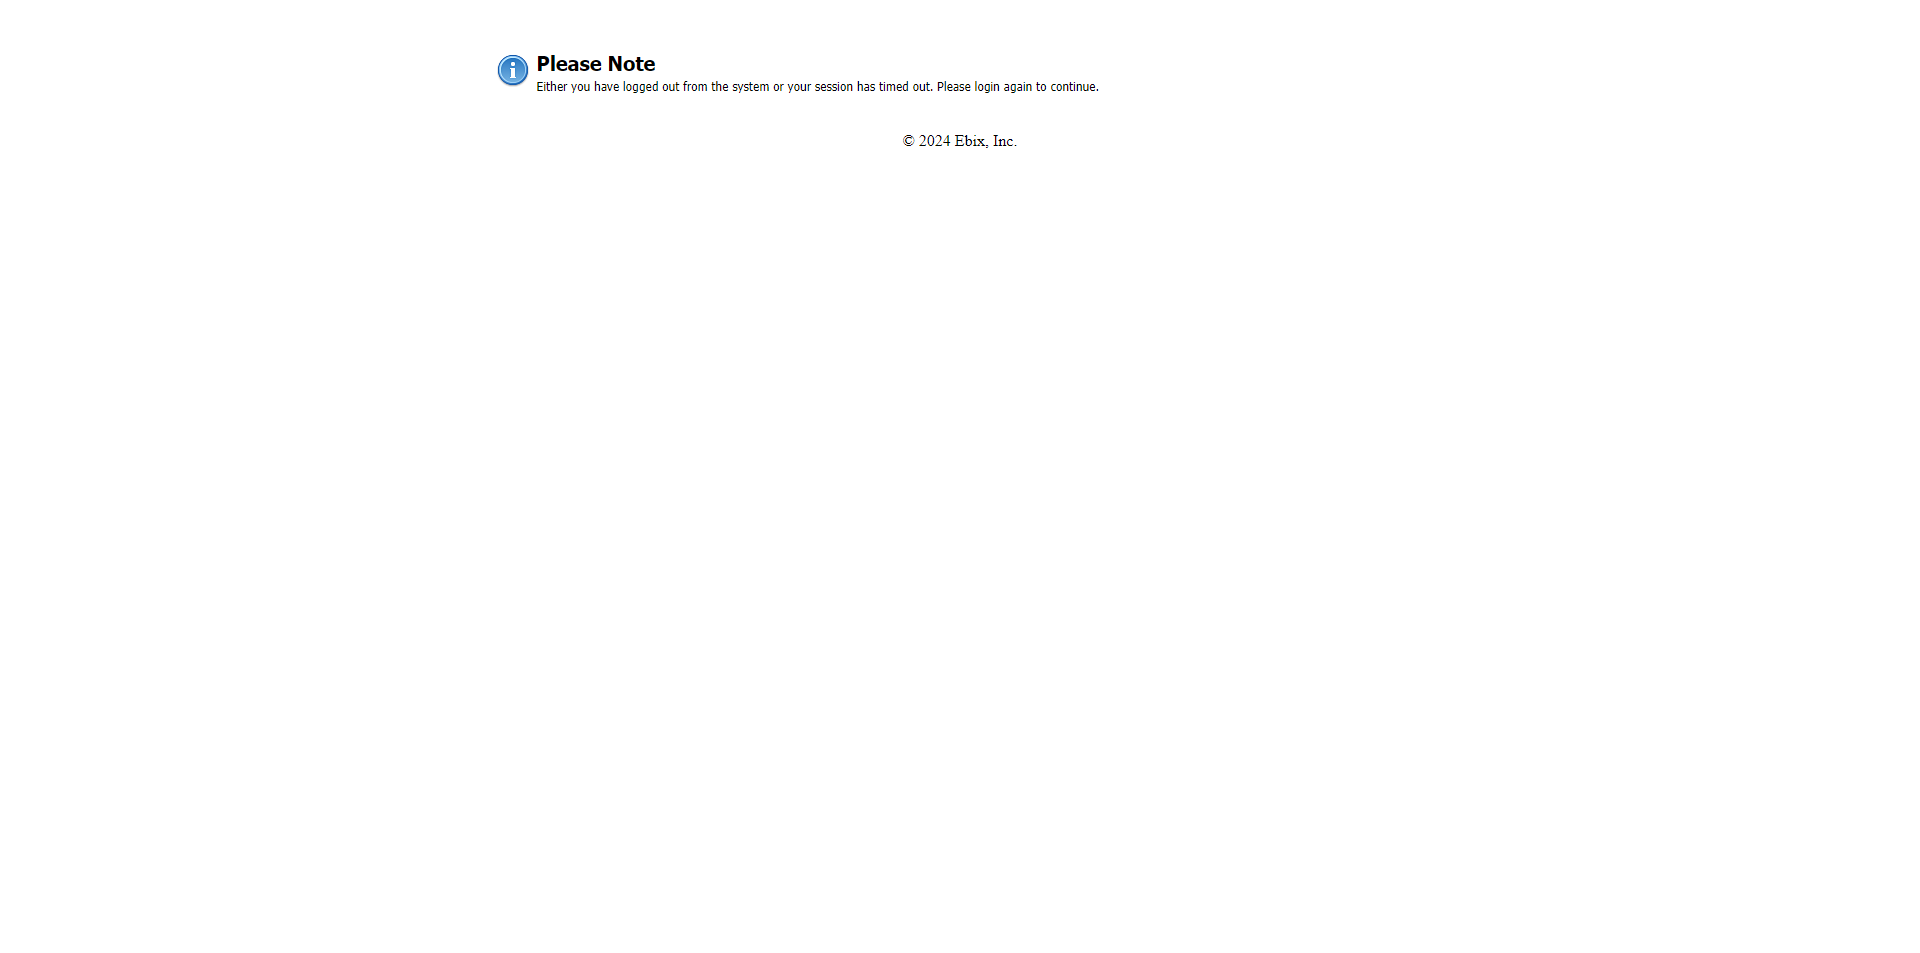 Please Note
Either you have logged out from the system or your session has timed out. Please login again to continue.
© 2024 Ebix, Inc.